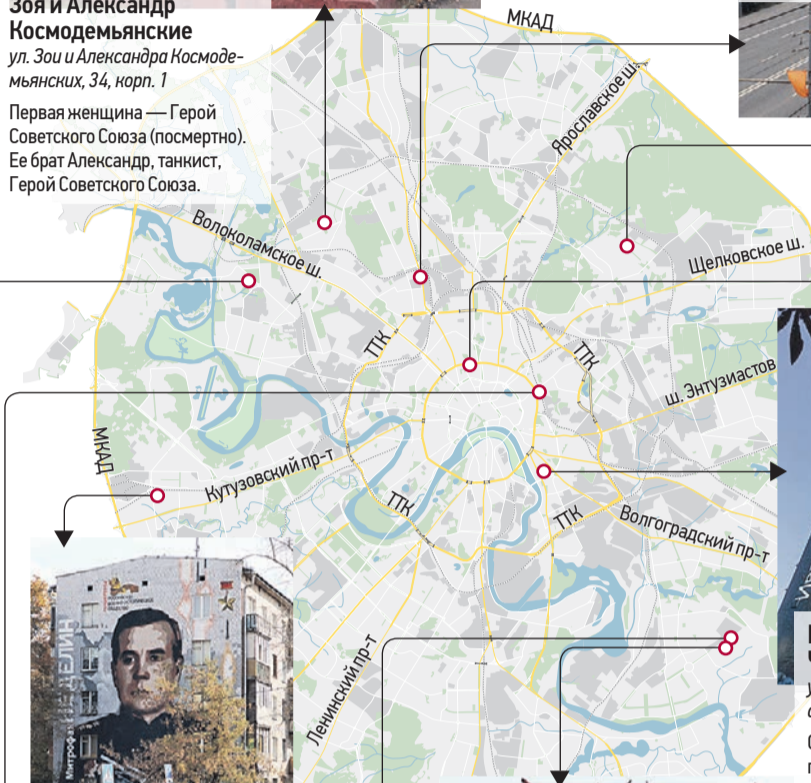 Зоя и Александр
Космодемьянские
ул. Зои и Александра Космоде-
мьянских, 34, корп. 1
Первая женщина — Герой
Советского Союза (посмертно).
Ее брат Александр, танкист,
Герой Советского Союза.
МКАД
Ярославское ш.
Волоколамское ш.
Щелковское ш.
ТТК
ТТК
ш. Энтузиастов
МКАД
Кутузовский пр-т
ТТК
ТТК
Волгоградский пр-т
Ленинский пр-т
Митрофан НЕДЕЛИН